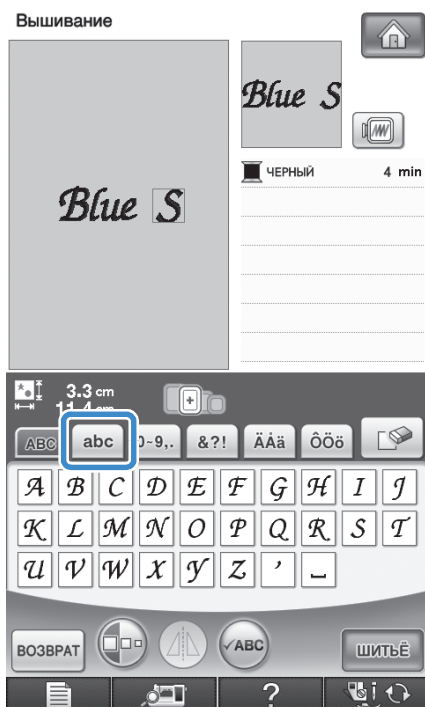 Вышивание
Blue S
Blue S
ЧЕРНЫЙ 4 min
3.3 cm
11.4 cm
ABC abc 0~9,. &?! ÄÅä ÔÖö
A B C D E F G H I J
K L M N O P Q R S T
U V W X Y Z ’ ⎵
ВОЗВРАТ ✓ABC ШИТЬЁ
?